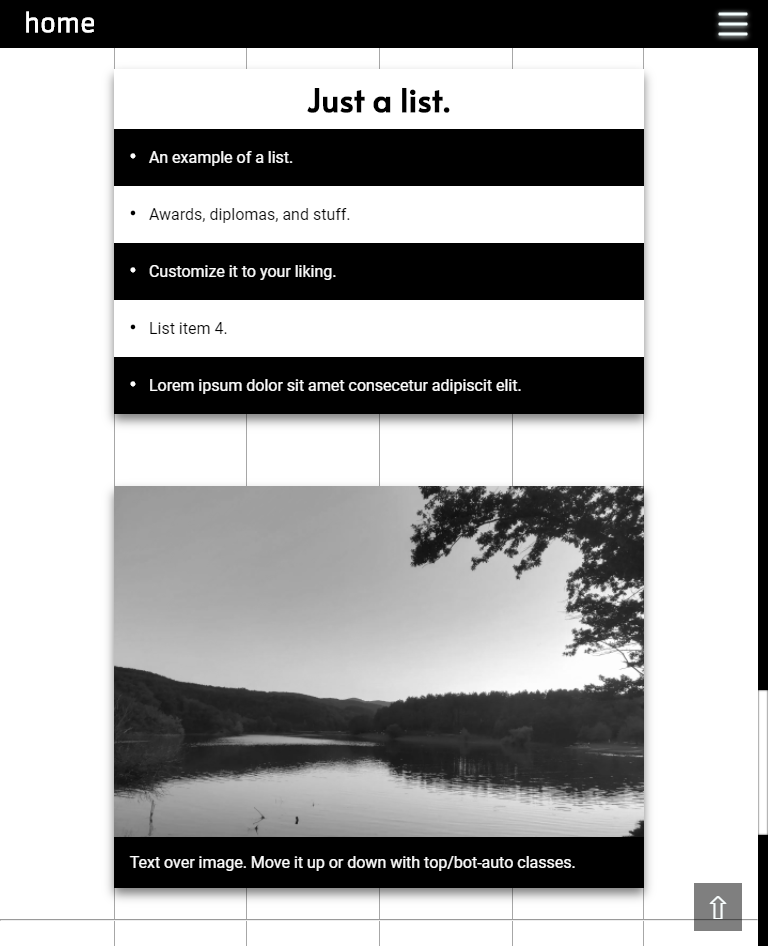 home
Just a list.
• An example of a list.
• Awards, diplomas, and stuff.
• Customize it to your liking.
• List item 4.
• Lorem ipsum dolor sit amet consecetur adipiscit elit.
Text over image. Move it up or down with top/bot-auto classes.
⇧